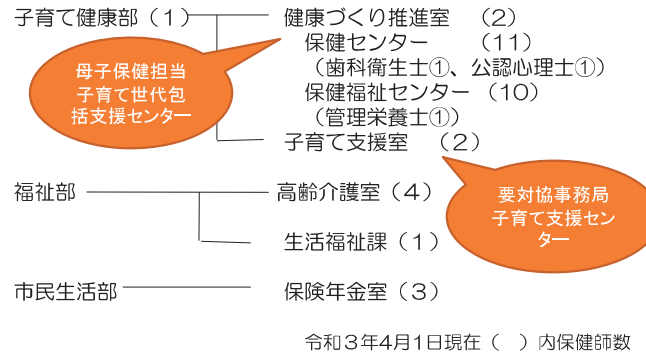 子育て健康部（１）
健康づくり推進室　（２）
保健センター　　（11）
（歯科衛生士①、公認心理士①）
保健福祉センター　（10）
（管理栄養士①）
子育て支援室　（２）
母子保健担当
子育て世代包
括支援センター
福祉部
高齢介護室（４）
生活福祉課（１）
要対協事務局
子育て支援セン
ター
市民生活部
保険年金室（３）
令和３年4月1日現在（　）内保健師数